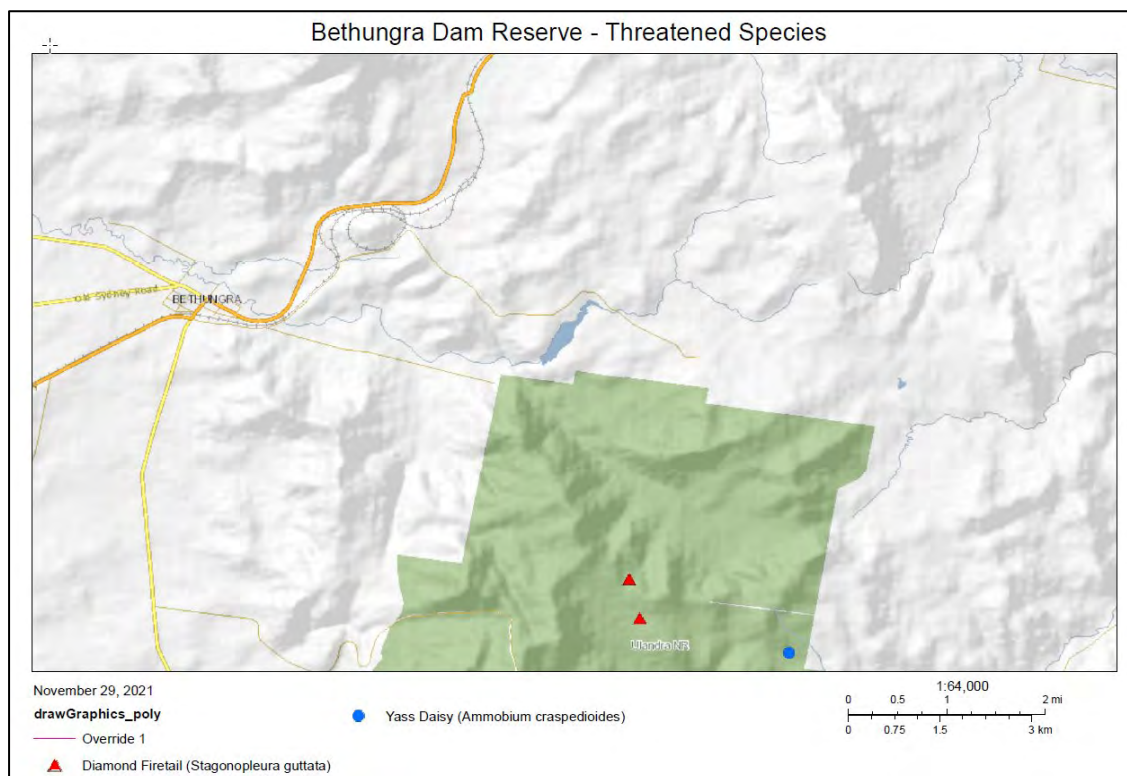 Bethungra Dam Reserve - Threatened Species
Old Sydney Road
BETHUNGRA
Ulandra NR
November 29, 2021
drawGraphics_poly
Override 1
Diamond Firetail (Stagonopleura guttata)
Yass Daisy (Ammobium craspedioides)
1:64,000
0 0.5 1 2 mi
0 0.75 1.5 3 km